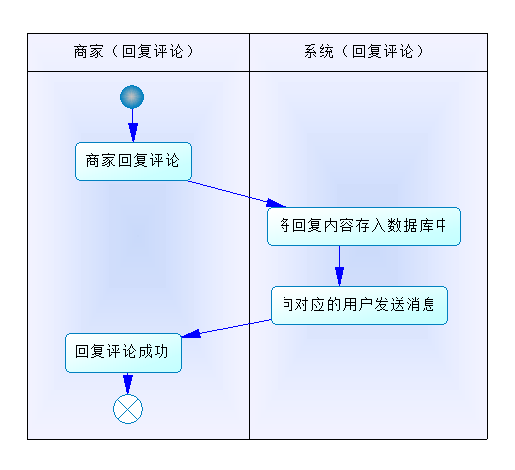 商家（回复评论）
系统（回复评论）
商家回复评论
将回复内容存入数据库中
向对应的用户发送消息
回复评论成功